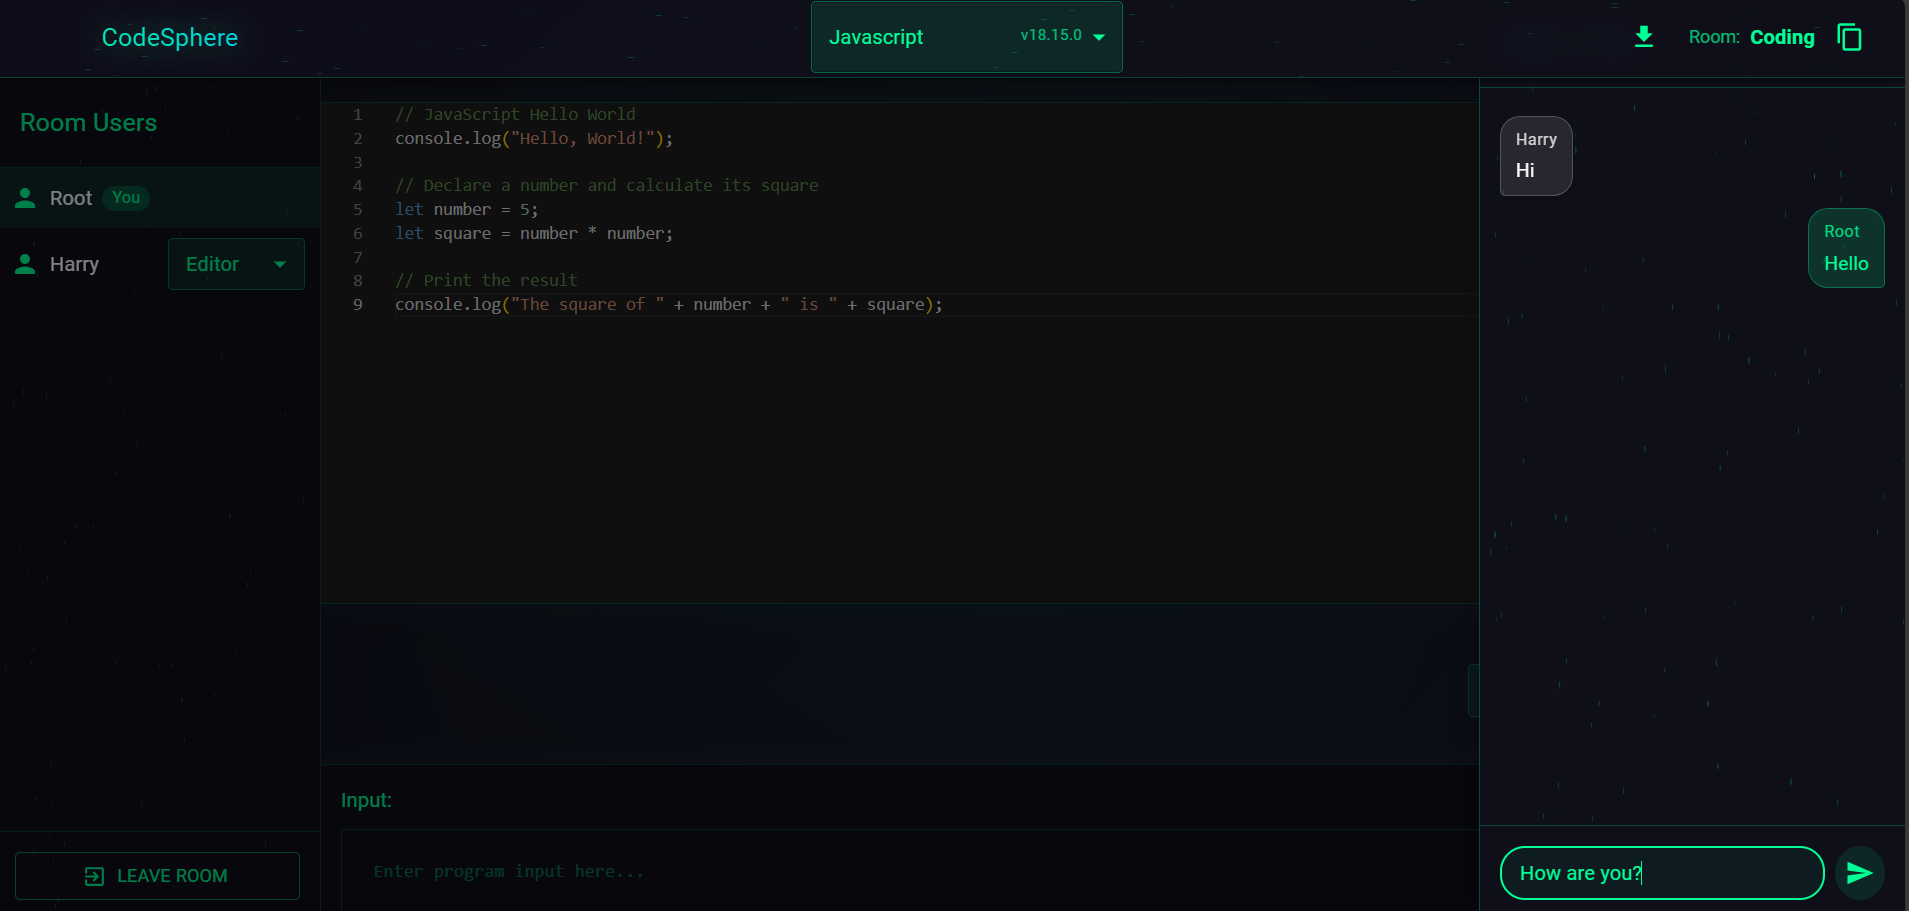 CodeSphere
Javascript v18.15.0
Room: Coding
Room Users
Root You
Harry Editor
LEAVE ROOM
1 // JavaScript Hello World
2 console.log("Hello, World!");
3
4 // Declare a number and calculate its square
5 let number = 5;
6 let square = number * number;
7
8 // Print the result
9 console.log("The square of " + number + " is " + square);
Input:
Enter program input here...
Harry
Hi
Root
Hello
How are you?